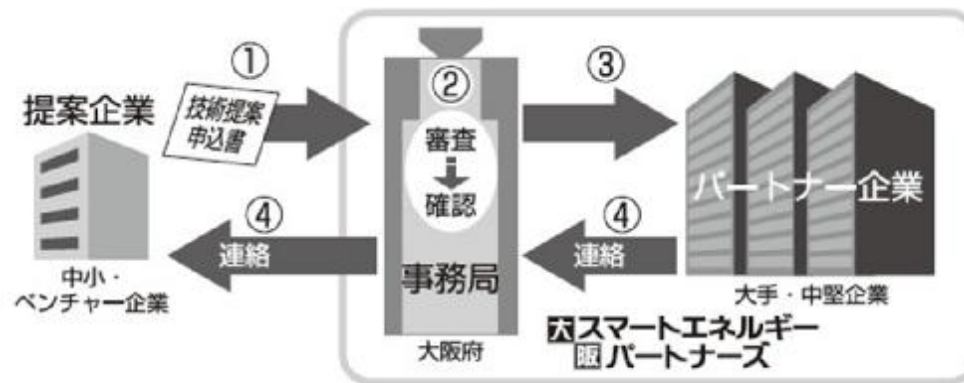 ①
技術提案
申込書
提案企業
中小・
ベンチャー企業
②
審査
確認
事務局
大阪府
③
パートナー企業
大手・中堅企業
④
連絡
④
連絡
大スマートエネルギー
阪パートナーズ